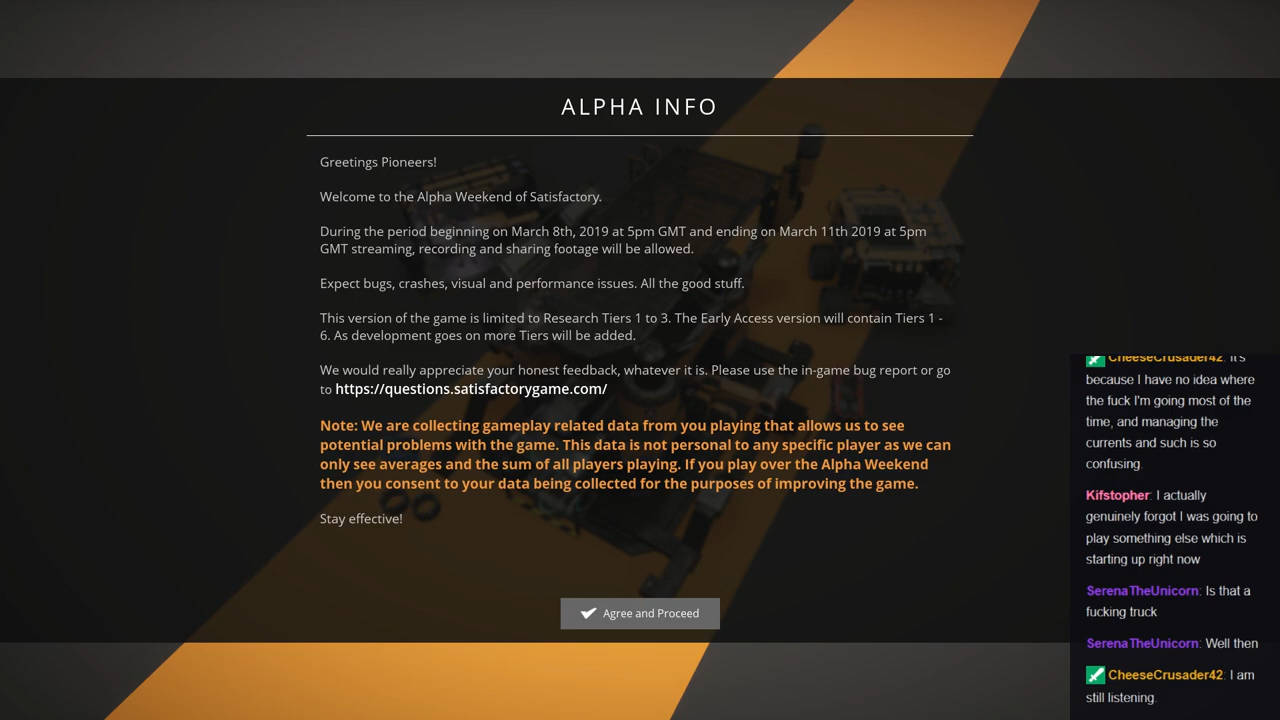 ALPHA INFO
Greetings Pioneers!
Welcome to the Alpha Weekend of Satisfactory.
During the period beginning on March 8th, 2019 at 5pm GMT and ending on March 11th 2019 at 5pm
GMT streaming, recording and sharing footage will be allowed.
Expect bugs, crashes, visual and performance issues. All the good stuff.
This version of the game is limited to Research Tiers 1 to 3. The Early Access version will contain Tiers 1 -
6. As development goes on more Tiers will be added.
We would really appreciate your honest feedback, whatever it is. Please use the in-game bug report or go
to https://questions.satisfactorygame.com/
Note: We are collecting gameplay related data from you playing that allows us to see
potential problems with the game. This data is not personal to any specific player as we can
only see averages and the sum of all players playing. If you play over the Alpha Weekend
then you consent to your data being collected for the purposes of improving the game.
Stay effective!
Agree and Proceed
CheeseCrusader42: It's
because I have no idea where
the fuck I'm going most of the
time, and managing the
currents and such is so
confusing.
Kifstopher: I actually
genuinely forgot I was going to
play something else which is
starting up right now
SerenaTheUnicorn: Is that a
fucking truck
SerenaTheUnicorn: Well then
CheeseCrusader42: I am
still listening.